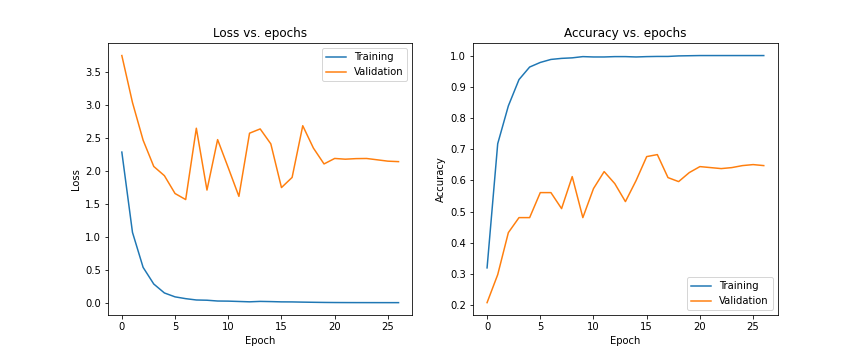 Loss vs. epochs
Training
Validation
3.5
3.0
2.5
2.0
1.5
1.0
0.5
0.0
Loss
0 5 10 15 20 25
Epoch
Accuracy vs. epochs
1.0
0.9
0.8
0.7
0.6
0.5
0.4
0.3
0.2
Accuracy
Training
Validation
0 5 10 15 20 25
Epoch